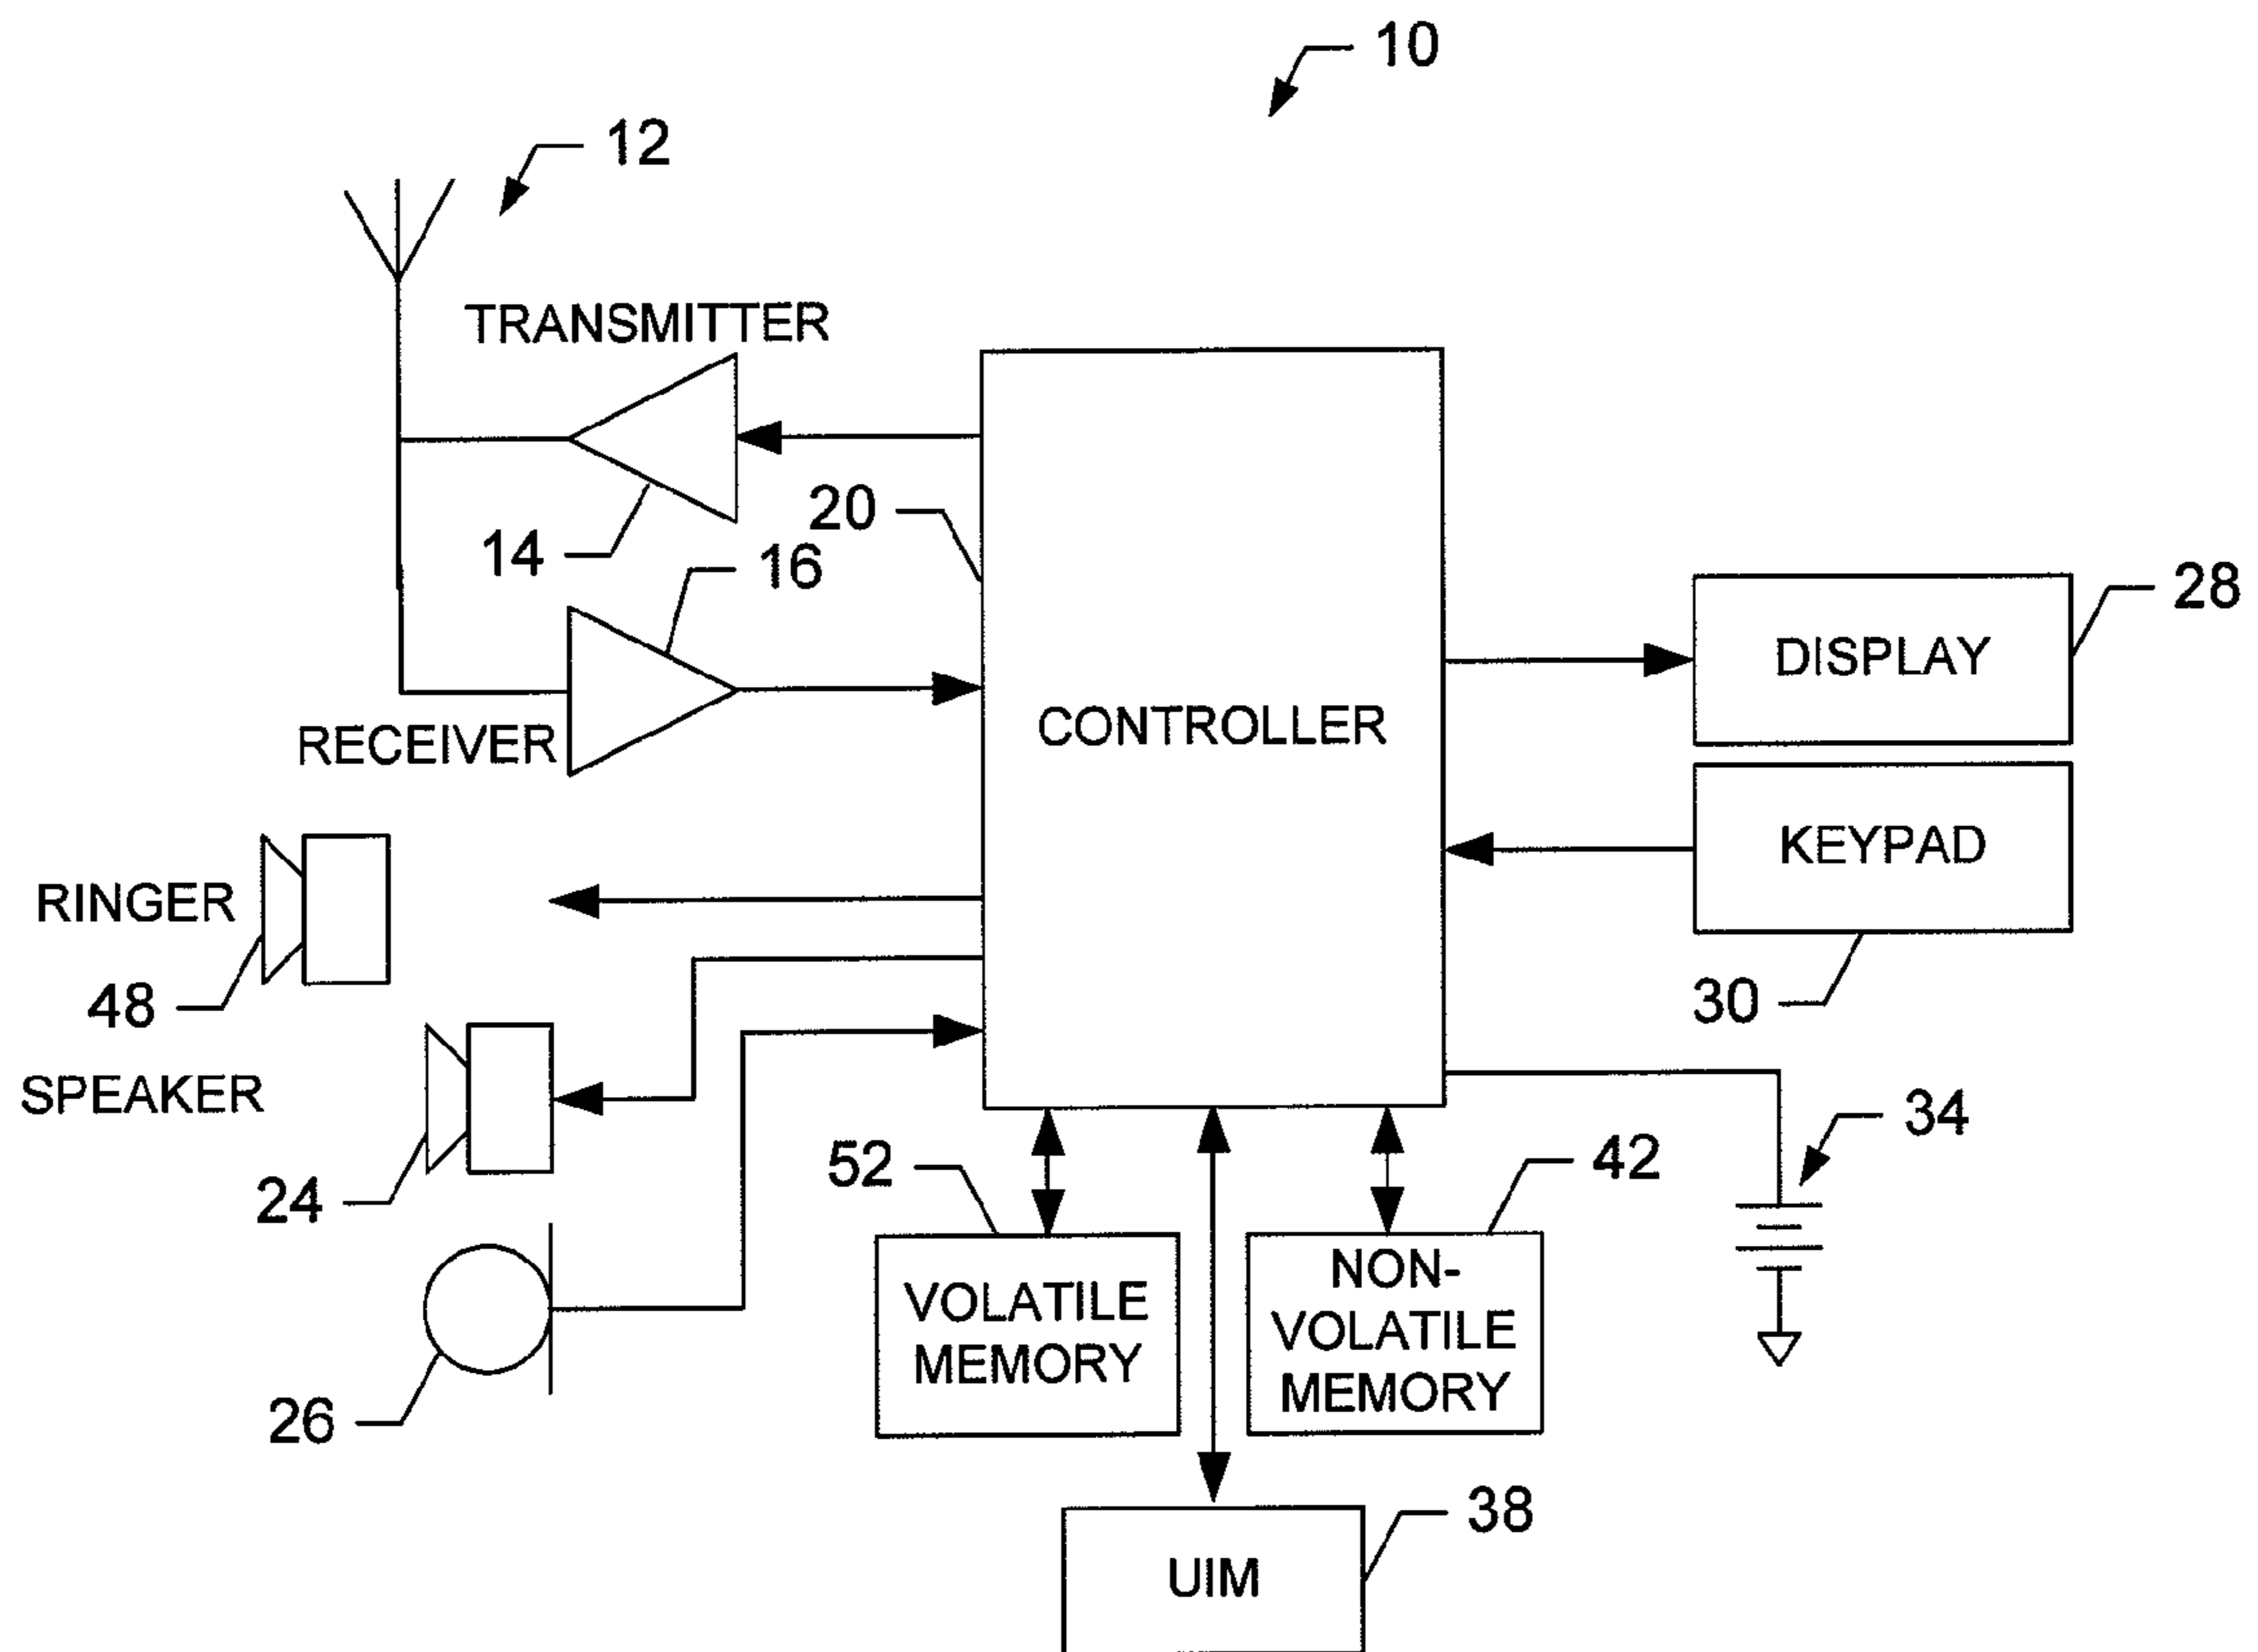 10
12
TRANSMITTER
20
14
16
28
DISPLAY
CONTROLLER
RECEIVER
KEYPAD
RINGER
48
30
SPEAKER
34
52
42
24
NON-
VOLATILE
MEMORY
VOLATILE
MEMORY
26
38
UIM